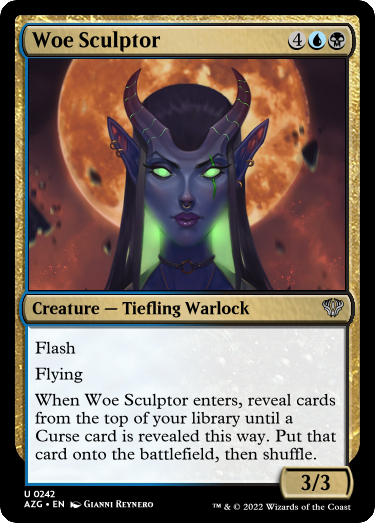 Woe Sculptor 4
Creature — Tiefling Warlock
Flash
Flying
When Woe Sculptor enters, reveal cards
from the top of your library until a
Curse card is revealed this way. Put that
card onto the battlefield, then shuffle.
3/3
U 0242
AZG • EN Gianni Reynero
™ & © 2022 Wizards of the Coast